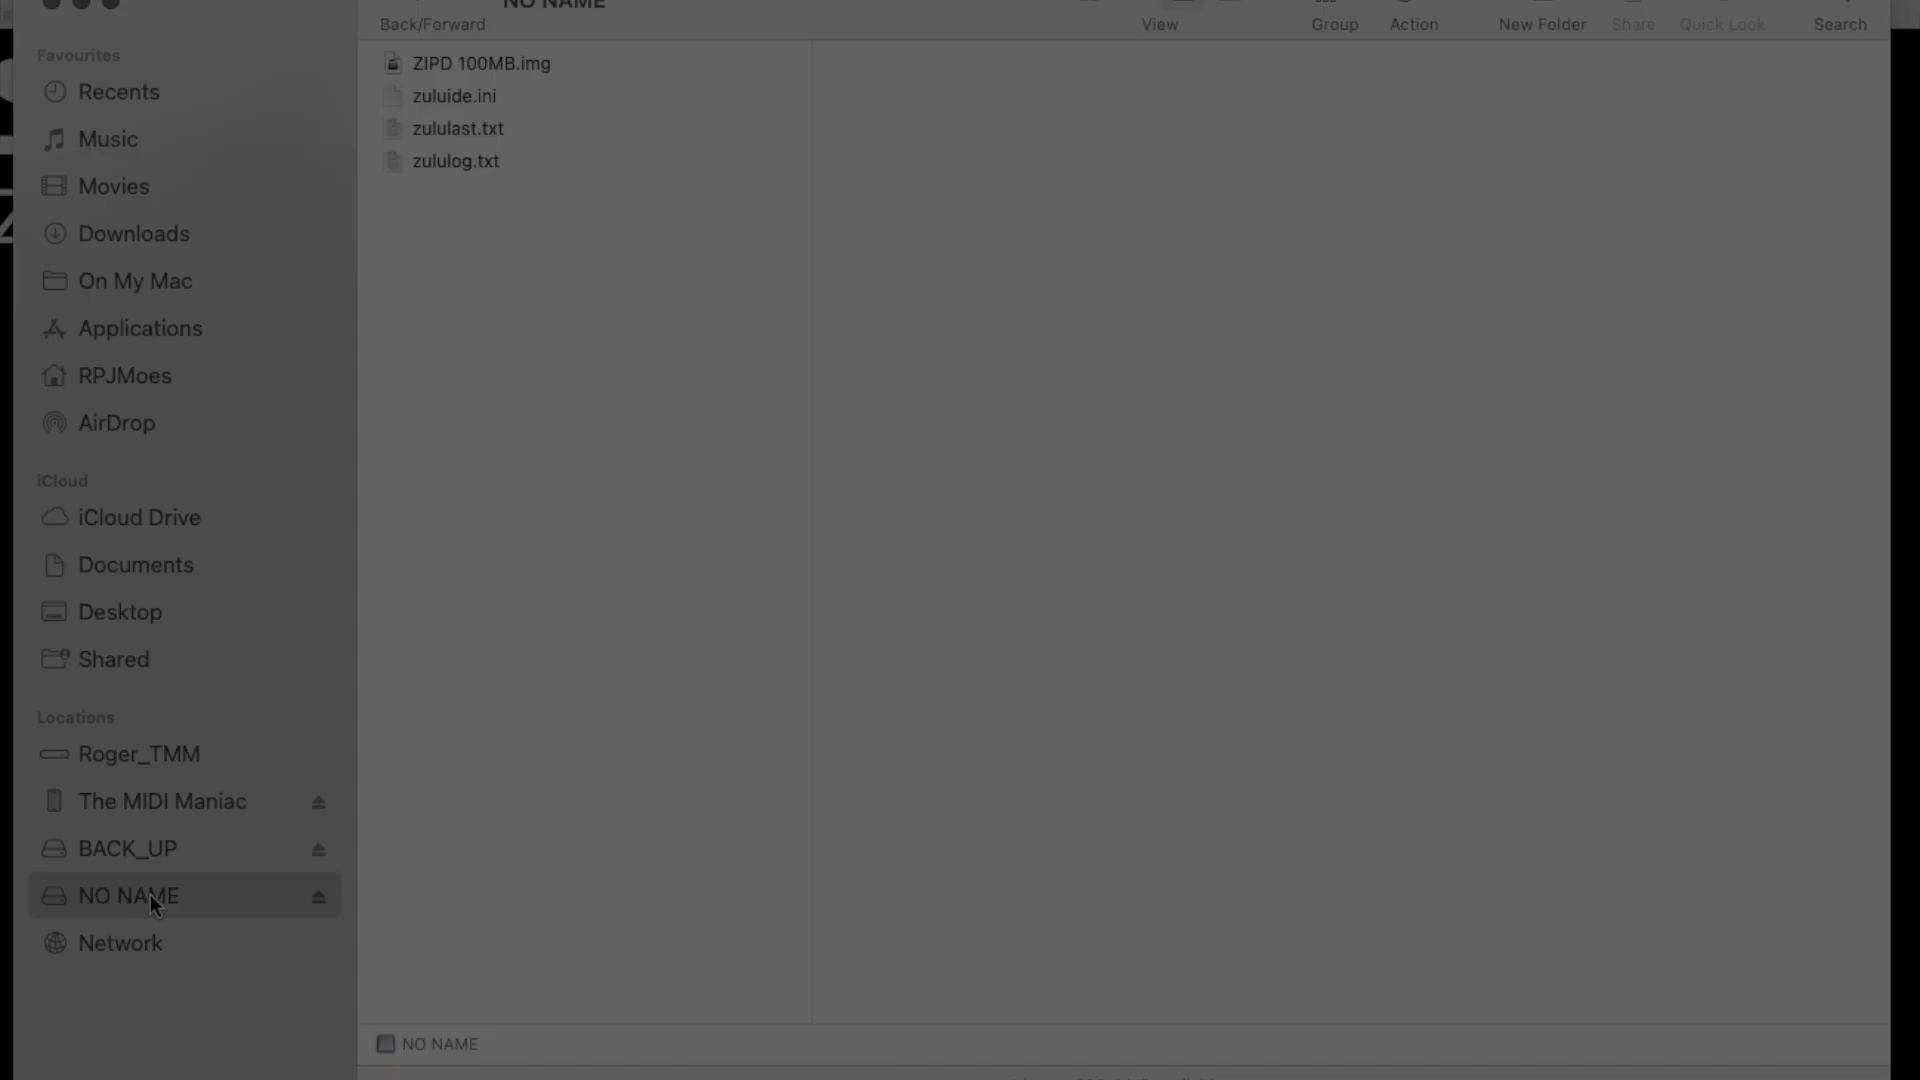 NO NAME
Back/Forward
View
Group
Action
New Folder
Share
Quick Look
Search
Favourites
Recents
Music
Movies
Downloads
On My Mac
Applications
RPJMoes
AirDrop
iCloud
iCloud Drive
Documents
Desktop
Shared
Locations
Roger_TMM
The MIDI Maniac
BACK_UP
NO NAME
Network
ZIPD 100MB.img
zuluide.ini
zululast.txt
zululog.txt
NO NAME